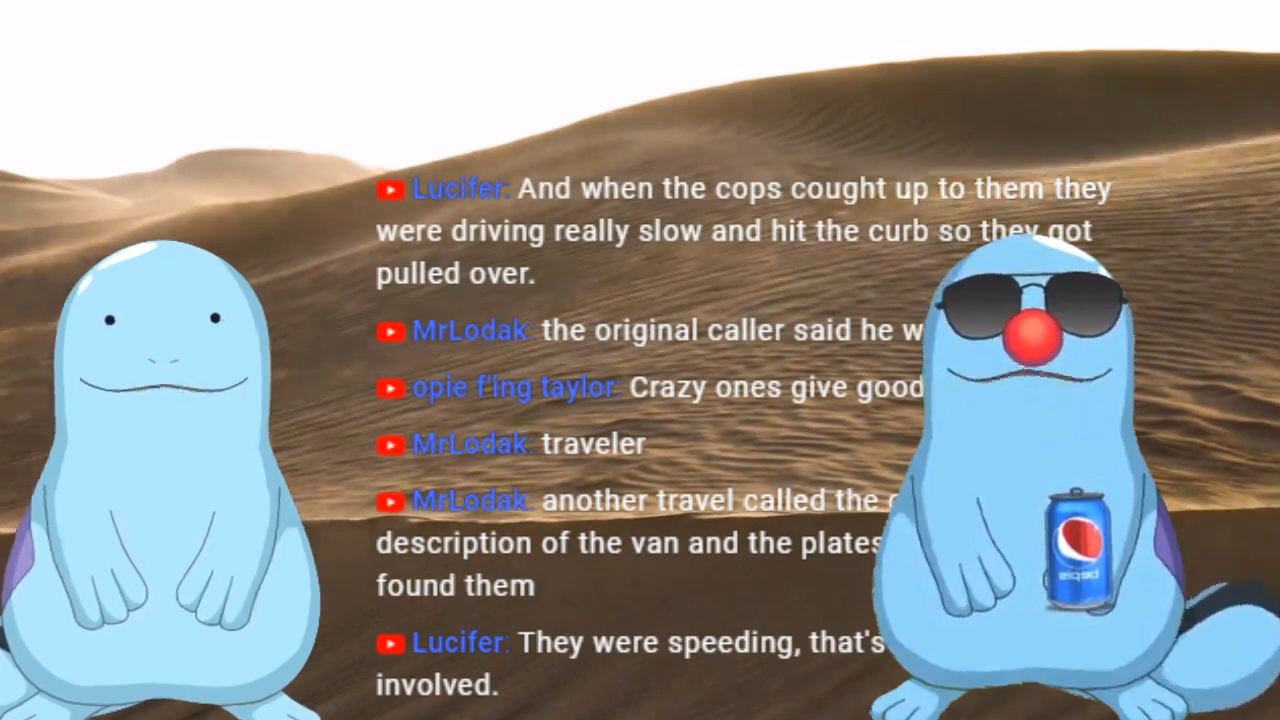 Lucifer: And when the cops cought up to them they
were driving really slow and hit the curb so they got
pulled over.
MrLodak: the original caller said he
opie f'ing taylor: Crazy ones give good
MrLodak: traveler
MrLodak: another travel called the
description of the van and the plates
found them
Lucifer: They were speeding, that's
involved.